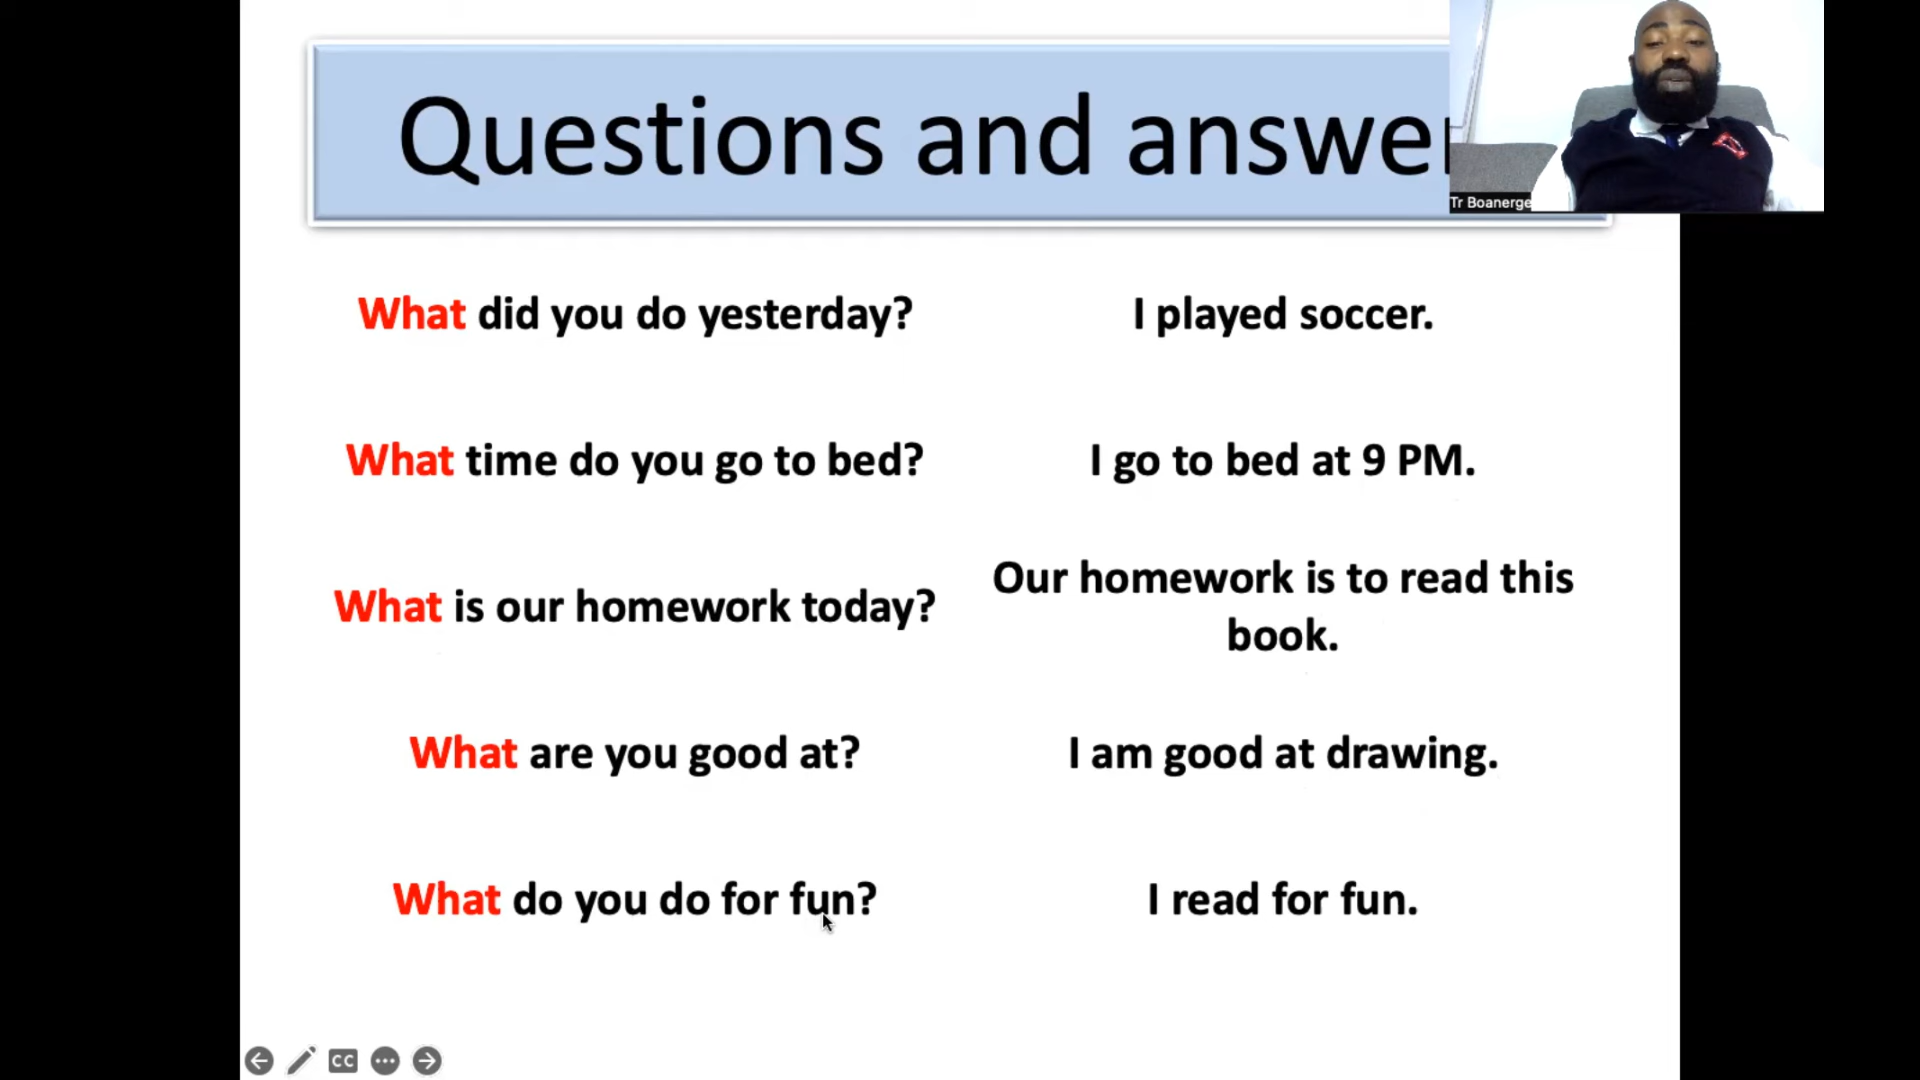 Questions and answer
Tr Boanerge
What did you do yesterday?
I played soccer.
What time do you go to bed?
I go to bed at 9 PM.
What is our homework today?
Our homework is to read this
book.
What are you good at?
I am good at drawing.
What do you do for fun?
I read for fun.
CC